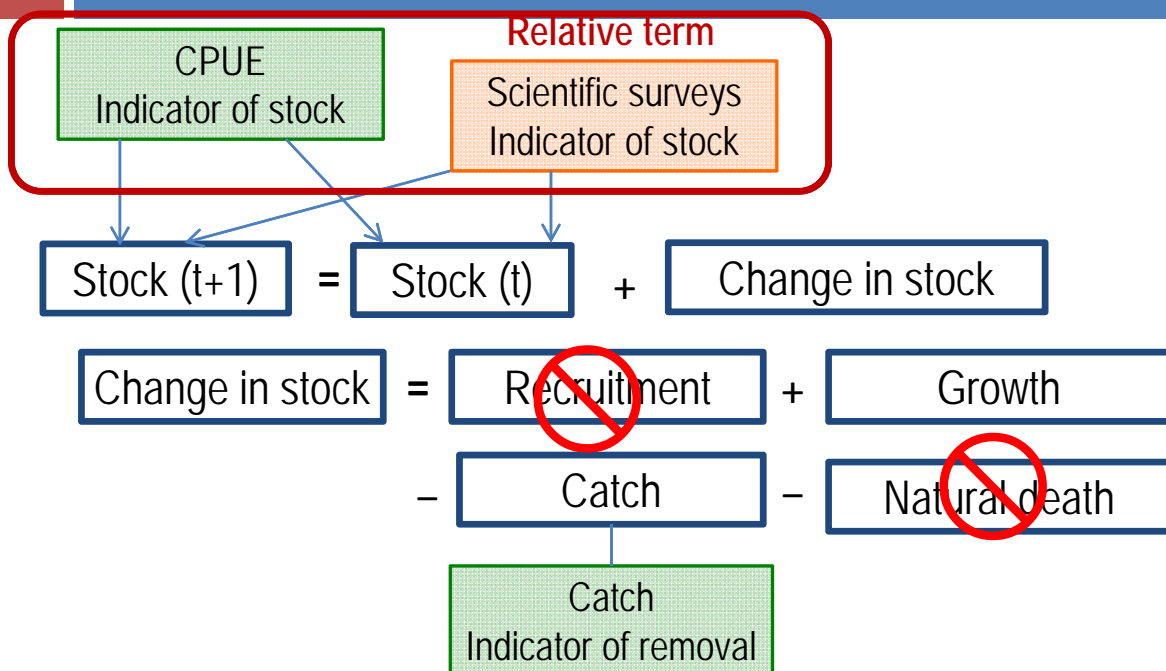 Relative term
CPUE
Indicator of stock
Scientific surveys
Indicator of stock
Stock (t+1) = Stock (t) + Change in stock
Change in stock = Recruitment + Growth
– Catch – Natural death
Catch
Indicator of removal